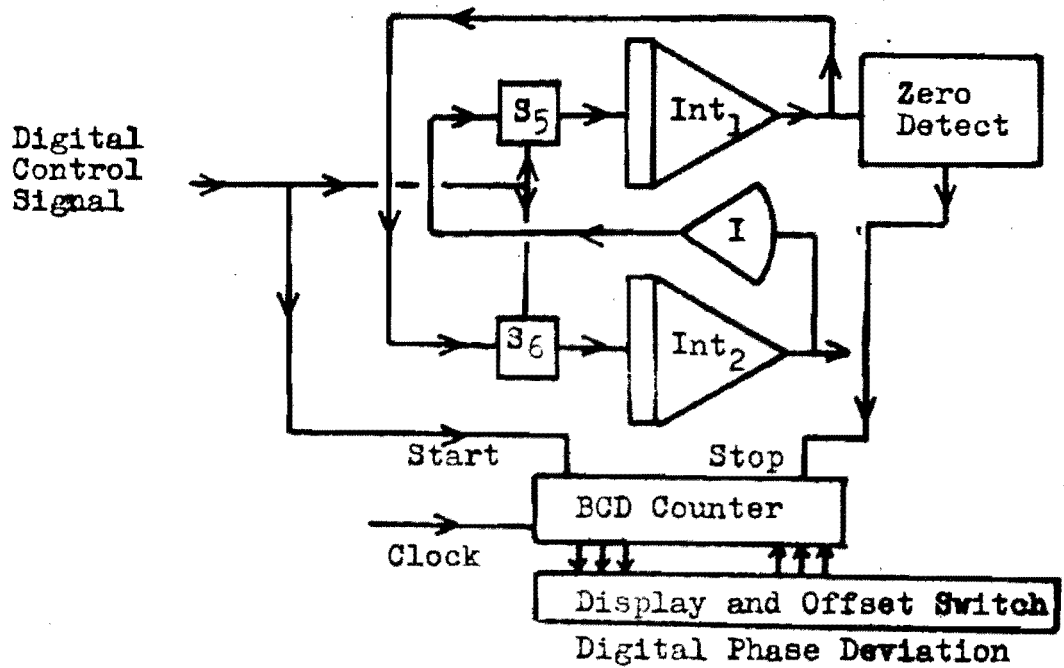 Digital
Control
Signal
S5
Int1
Zero
Detect
I
S6
Int2
Start
Stop
BCD Counter
Clock
Display and Offset Switch
Digital Phase Deviation